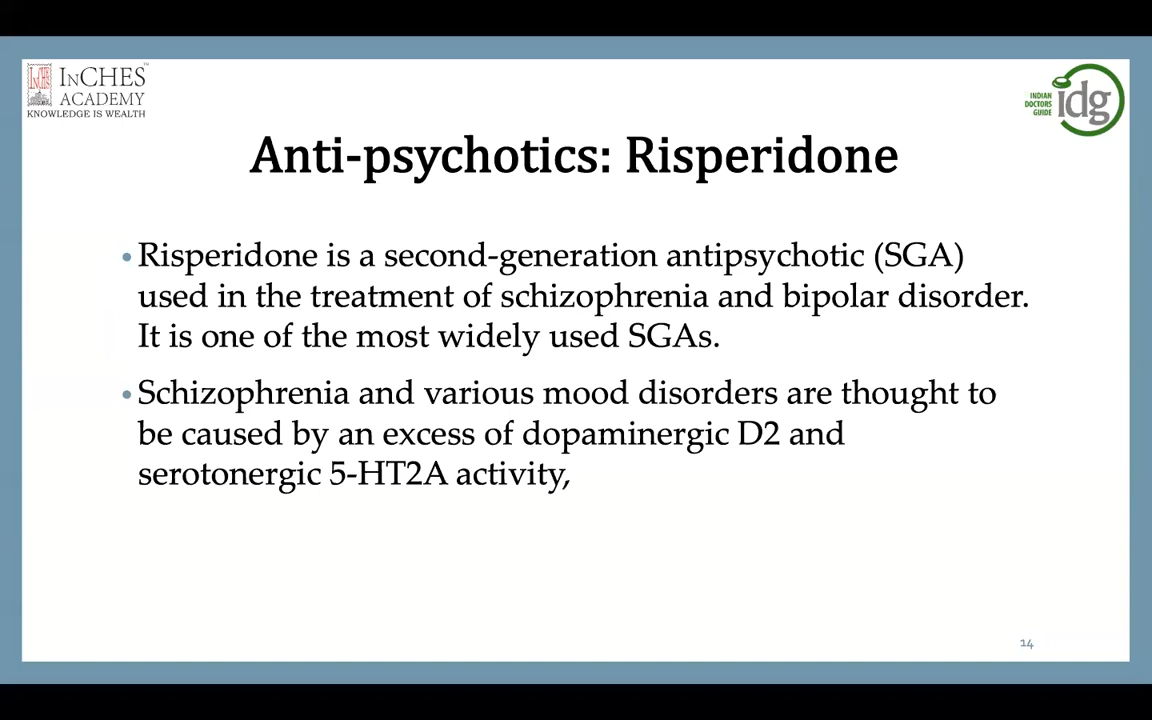 INCHES
ACADEMY
KNOWLEDGE IS WEALTH
INDIAN
DOCTORS
GUIDE
idg
Anti-psychotics: Risperidone
• Risperidone is a second-generation antipsychotic (SGA)
used in the treatment of schizophrenia and bipolar disorder.
It is one of the most widely used SGAs.
• Schizophrenia and various mood disorders are thought to
be caused by an excess of dopaminergic D2 and
serotonergic 5-HT2A activity,
14